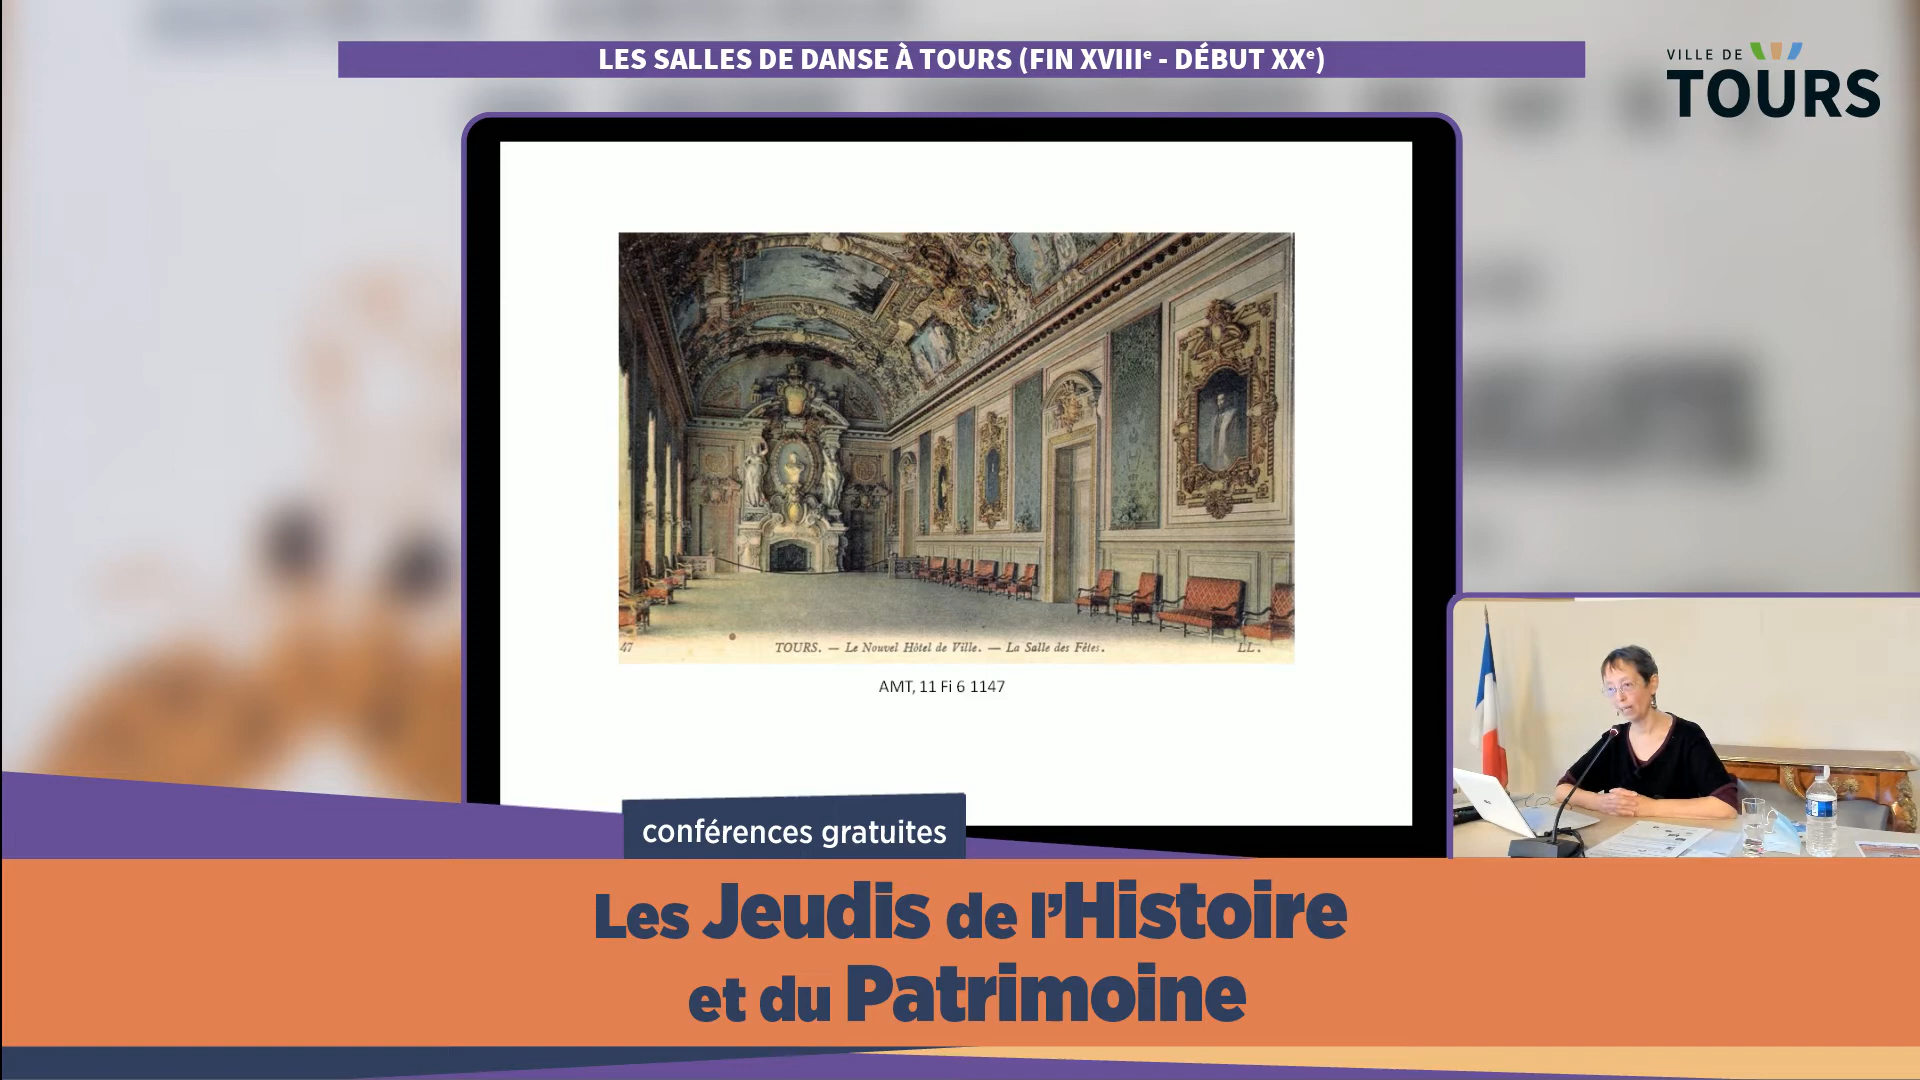 LES SALLES DE DANSE À TOURS (FIN XVIIIᵉ - DÉBUT XXᵉ)
VILLE DE
TOURS
47 TOURS. — Le Nouvel Hôtel de Ville. — La Salle des Fêtes. LL.
AMT, 11 Fi 6 1147
conférences gratuites
Les Jeudis de l’Histoire
et du Patrimoine